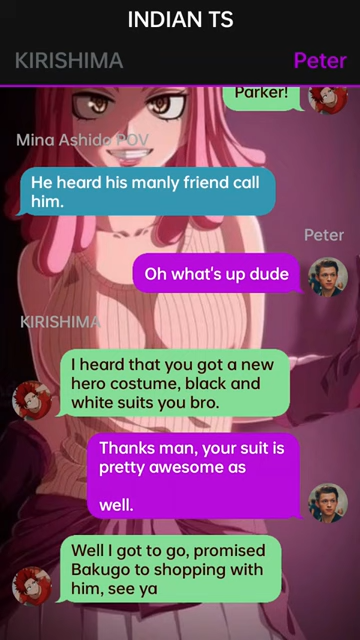 INDIAN TS
KIRISHIMA
Peter
Parker!
Mina Ashido POV
He heard his manly friend call
him.
Peter
Oh what's up dude
KIRISHIMA
I heard that you got a new
hero costume, black and
white suits you bro.
Thanks man, your suit is
pretty awesome as
well.
Well I got to go, promised
Bakugo to shopping with
him, see ya